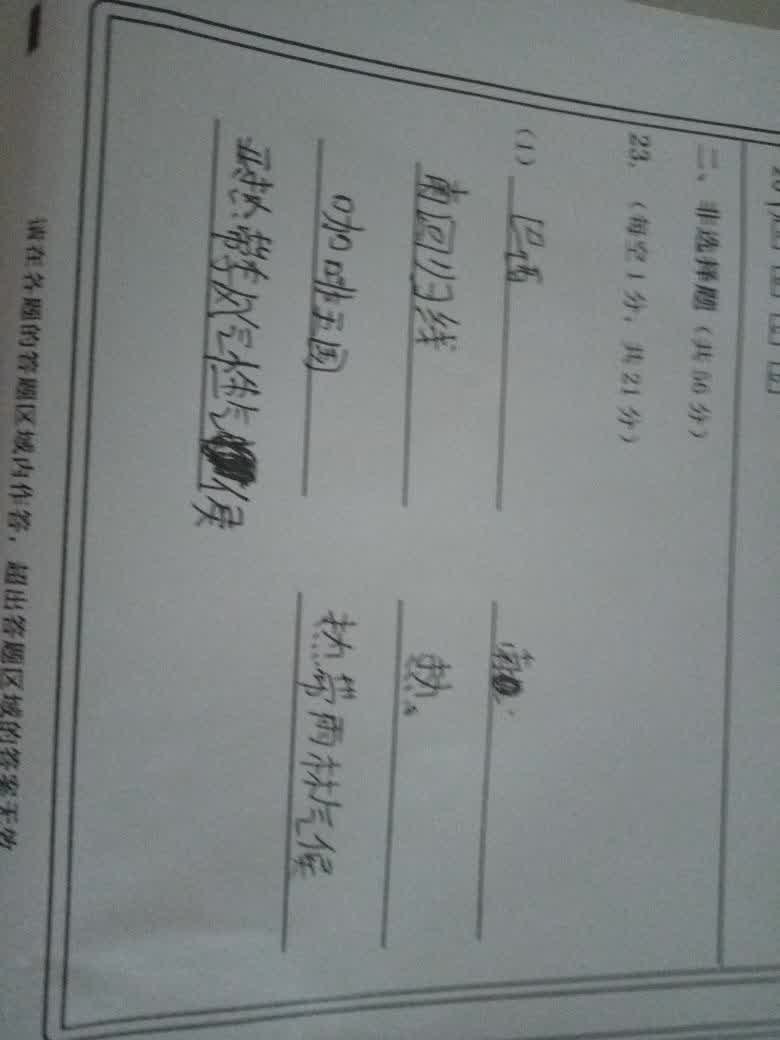 二、非选择题（共56分）
23.（每空1分，共21分）
（1）巴西 南
南回归线 热
咖啡王国 热带雨林气候
亚热带季风气性气候
请在各题的答题区域内作答，超出答题区域的答案无效